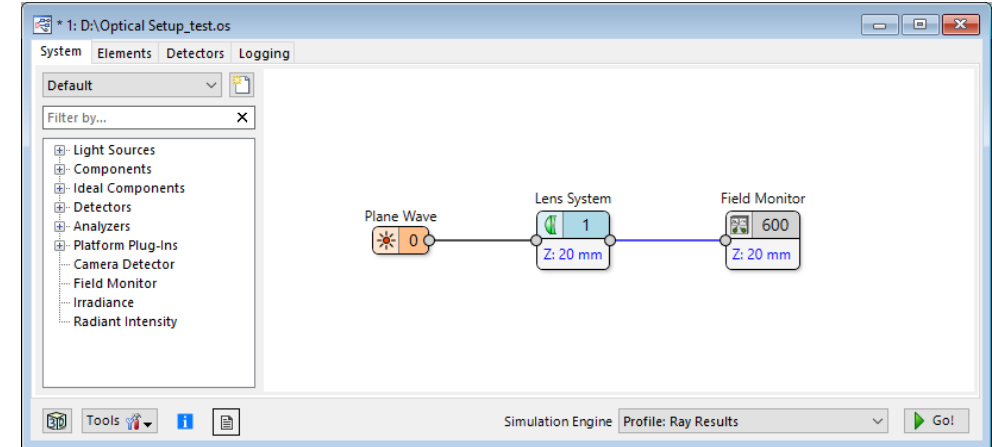 * 1: D:\Optical Setup_test.os
System Elements Detectors Logging
Default
Filter by...
Light Sources
Components
Ideal Components
Detectors
Analyzers
Platform Plug-Ins
Camera Detector
Field Monitor
Irradiance
Radiant Intensity
Plane Wave
0
Lens System
1
Z: 20 mm
Field Monitor
600
Z: 20 mm
3D
Tools
i
Simulation Engine Profile: Ray Results
Go!